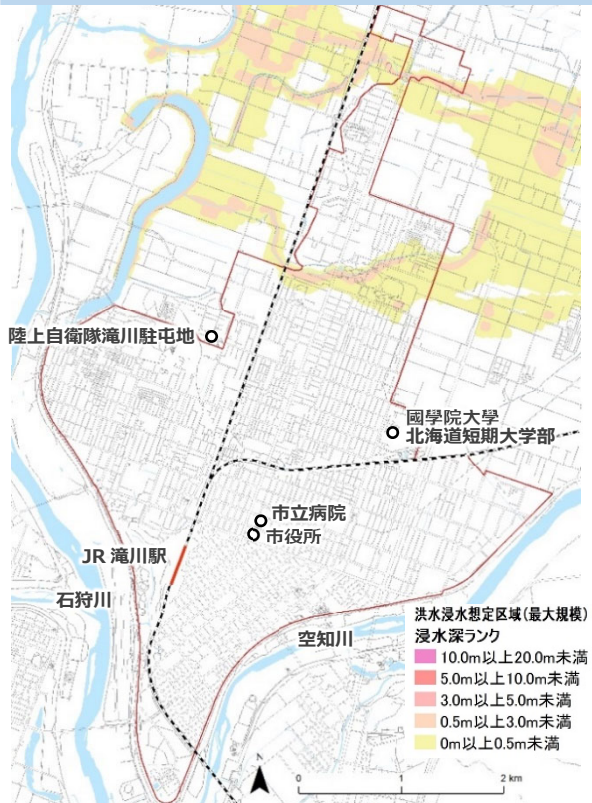 陸上自衛隊滝川駐屯地
國學院大學
北海道短期大学部
市立病院
市役所
JR 滝川駅
石狩川
空知川
洪水浸水想定区域(最大規模)
浸水深ランク
10.0m以上20.0m未満
5.0m以上10.0m未満
3.0m以上5.0m未満
0.5m以上3.0m未満
0m以上0.5m未満
N
0 1 2 km